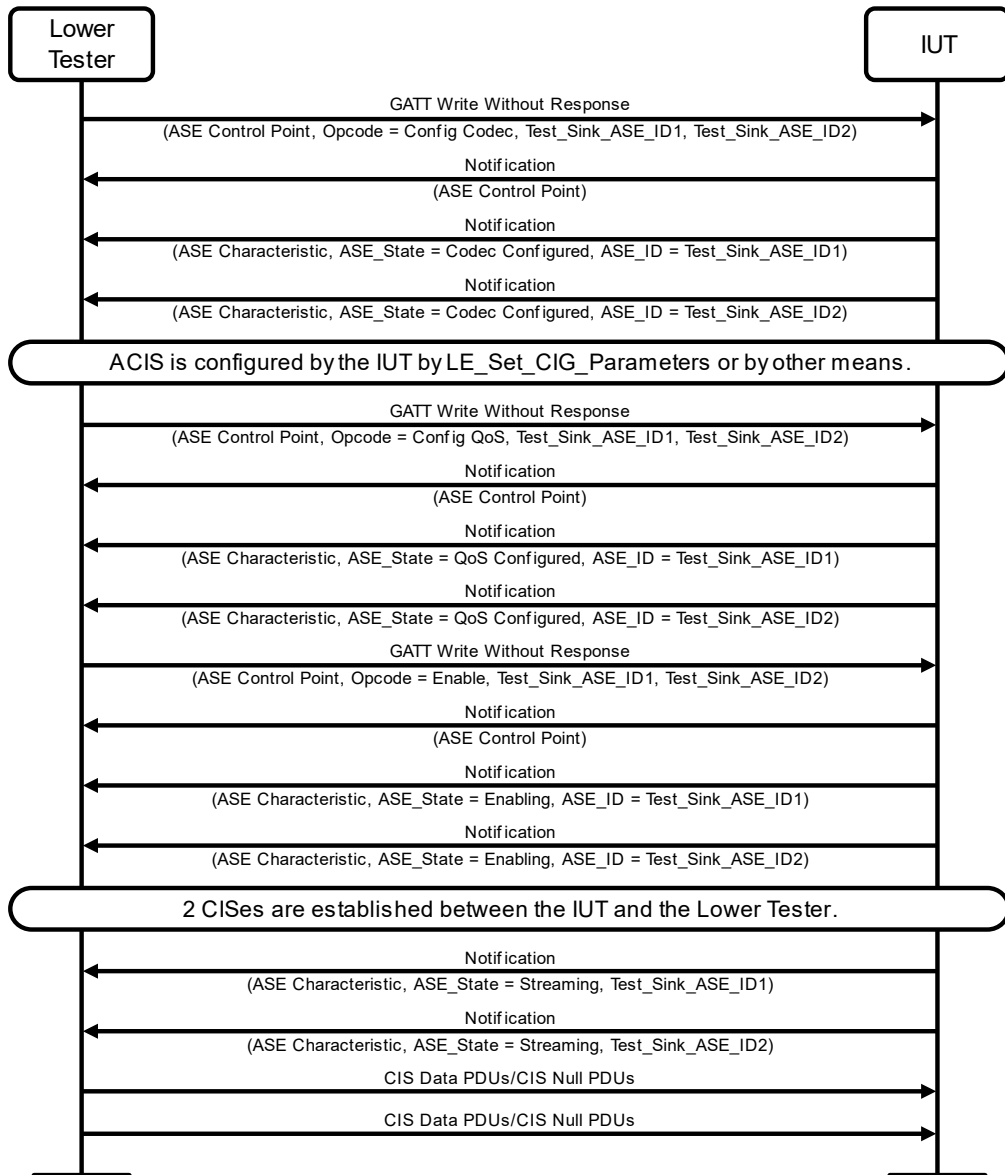 Lower
Tester
IUT
GATT Write Without Response
(ASE Control Point, Opcode = Config Codec, Test_Sink_ASE_ID1, Test_Sink_ASE_ID2)
Notification
(ASE Control Point)
Notification
(ASE Characteristic, ASE_State = Codec Configured, ASE_ID = Test_Sink_ASE_ID1)
Notification
(ASE Characteristic, ASE_State = Codec Configured, ASE_ID = Test_Sink_ASE_ID2)
A CIS is configured by the IUT by LE_Set_CIG_Parameters or by other means.
GATT Write Without Response
(ASE Control Point, Opcode = Config QoS, Test_Sink_ASE_ID1, Test_Sink_ASE_ID2)
Notification
(ASE Control Point)
Notification
(ASE Characteristic, ASE_State = QoS Configured, ASE_ID = Test_Sink_ASE_ID1)
Notification
(ASE Characteristic, ASE_State = QoS Configured, ASE_ID = Test_Sink_ASE_ID2)
GATT Write Without Response
(ASE Control Point, Opcode = Enable, Test_Sink_ASE_ID1, Test_Sink_ASE_ID2)
Notification
(ASE Control Point)
Notification
(ASE Characteristic, ASE_State = Enabling, ASE_ID = Test_Sink_ASE_ID1)
Notification
(ASE Characteristic, ASE_State = Enabling, ASE_ID = Test_Sink_ASE_ID2)
2 CISes are established between the IUT and the Lower Tester.
Notification
(ASE Characteristic, ASE_State = Streaming, Test_Sink_ASE_ID1)
Notification
(ASE Characteristic, ASE_State = Streaming, Test_Sink_ASE_ID2)
CIS Data PDUs/CIS Null PDUs
CIS Data PDUs/CIS Null PDUs